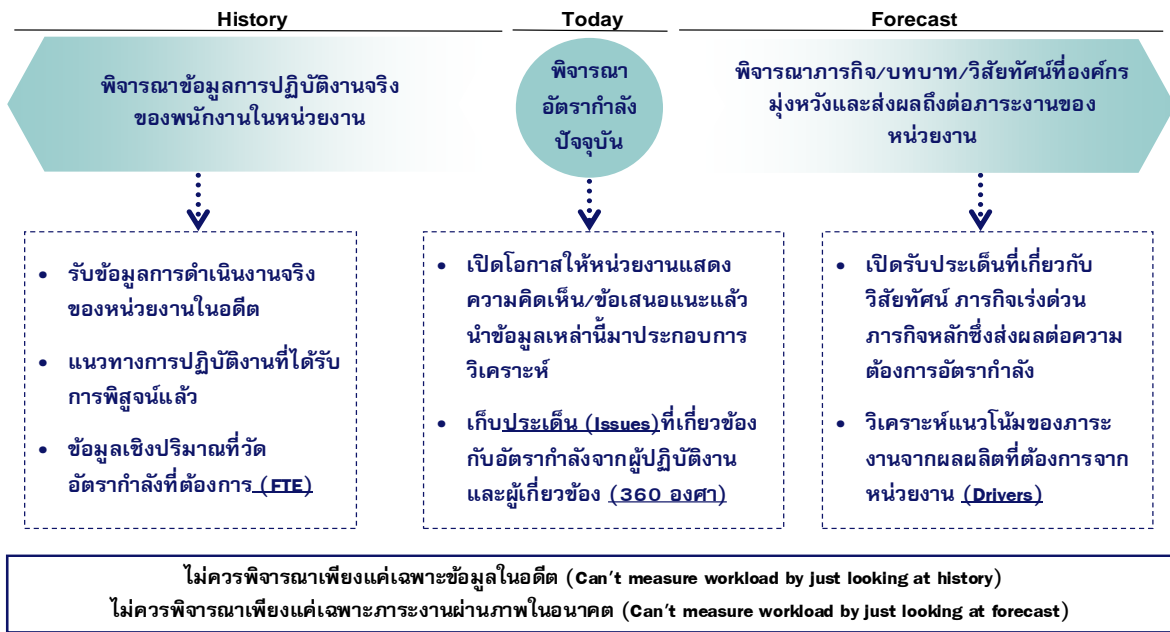 History
Today
Forecast
พิจารณาข้อมูลการปฏิบัติงานจริง
ของพนักงานในหน่วยงาน
พิจารณา
อัตรากำลัง
ปัจจุบัน
พิจารณาภารกิจ/บทบาท/วิสัยทัศน์ที่องค์กร
มุ่งหวังและส่งผลถึงต่อภาระงานของ
หน่วยงาน
• รับข้อมูลการดำเนินงานจริง
ของหน่วยงานในอดีต
• แนวทางการปฏิบัติงานที่ได้รับ
การพิสูจน์แล้ว
• ข้อมูลเชิงปริมาณที่วัด
อัตรากำลังที่ต้องการ (FTE)
• เปิดโอกาสให้หน่วยงานแสดง
ความคิดเห็น/ข้อเสนอแนะแล้ว
นำข้อมูลเหล่านี้มาประกอบการ
วิเคราะห์
• เก็บประเด็น (Issues)ที่เกี่ยวข้อง
กับอัตรากำลังจากผู้ปฏิบัติงาน
และผู้เกี่ยวข้อง (360 องศา)
• เปิดรับประเด็นที่เกี่ยวกับ
วิสัยทัศน์ ภารกิจเร่งด่วน
ภารกิจหลักซึ่งส่งผลต่อความ
ต้องการอัตรากำลัง
• วิเคราะห์แนวโน้มของภาระ
งานจากผลผลิตที่ต้องการจาก
หน่วยงาน (Drivers)
ไม่ควรพิจารณาเพียงแค่เฉพาะข้อมูลในอดีต (Can't measure workload by just looking at history)
ไม่ควรพิจารณาเพียงแค่เฉพาะภาระงานผ่านภาพในอนาคต (Can't measure workload by just looking at forecast)